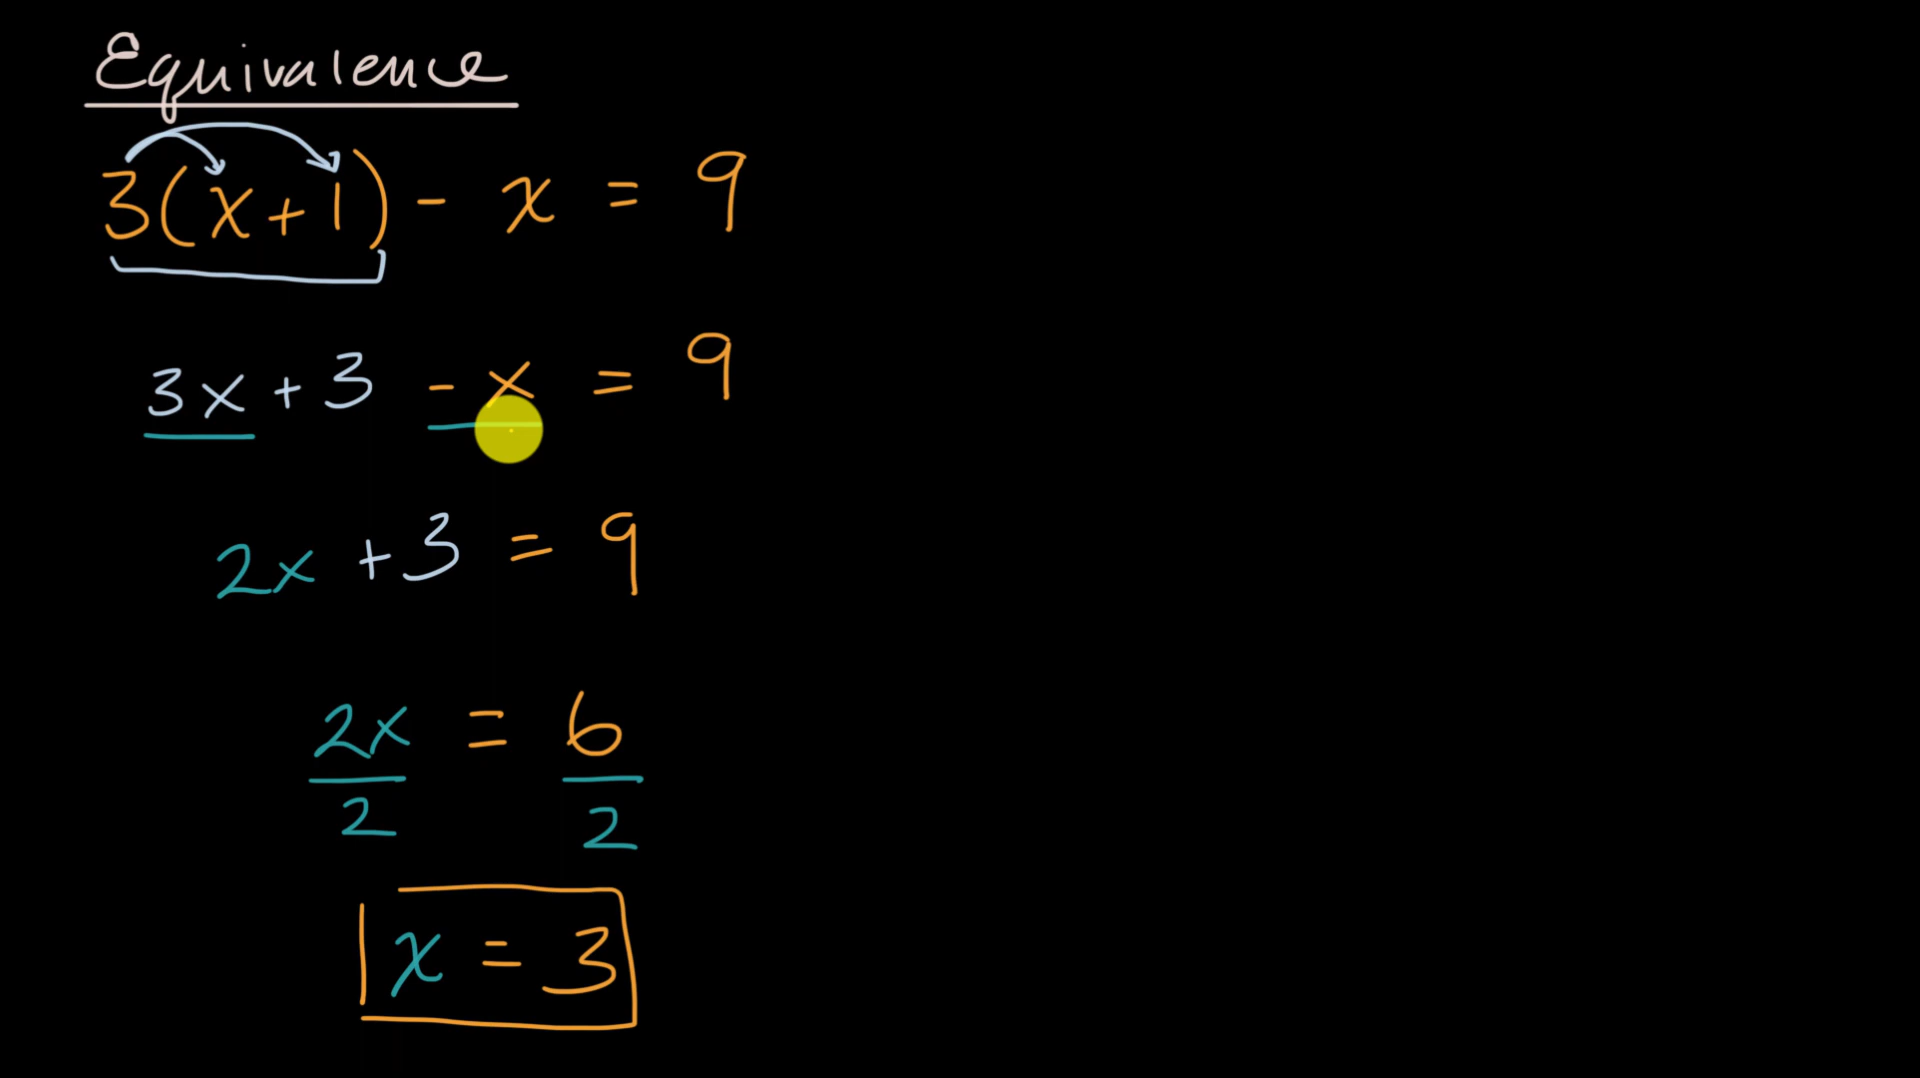 Equivalence
3(x+1) - x = 9
3x + 3 - x = 9
2x + 3 = 9
2x = 6
2 2
x = 3